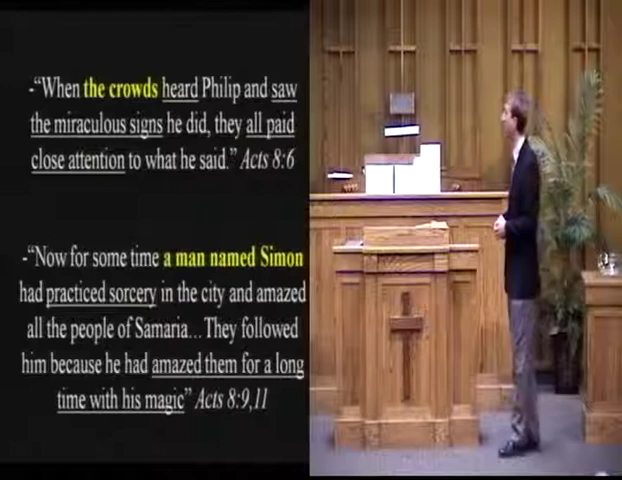 -“When the crowds heard Philip and saw
the miraculous signs he did, they all paid
close attention to what he said.” Acts 8:6
-“Now for some time a man named Simon
had practiced sorcery in the city and amazed
all the people of Samaria... They followed
him because he had amazed them for a long
time with his magic” Acts 8:9,11